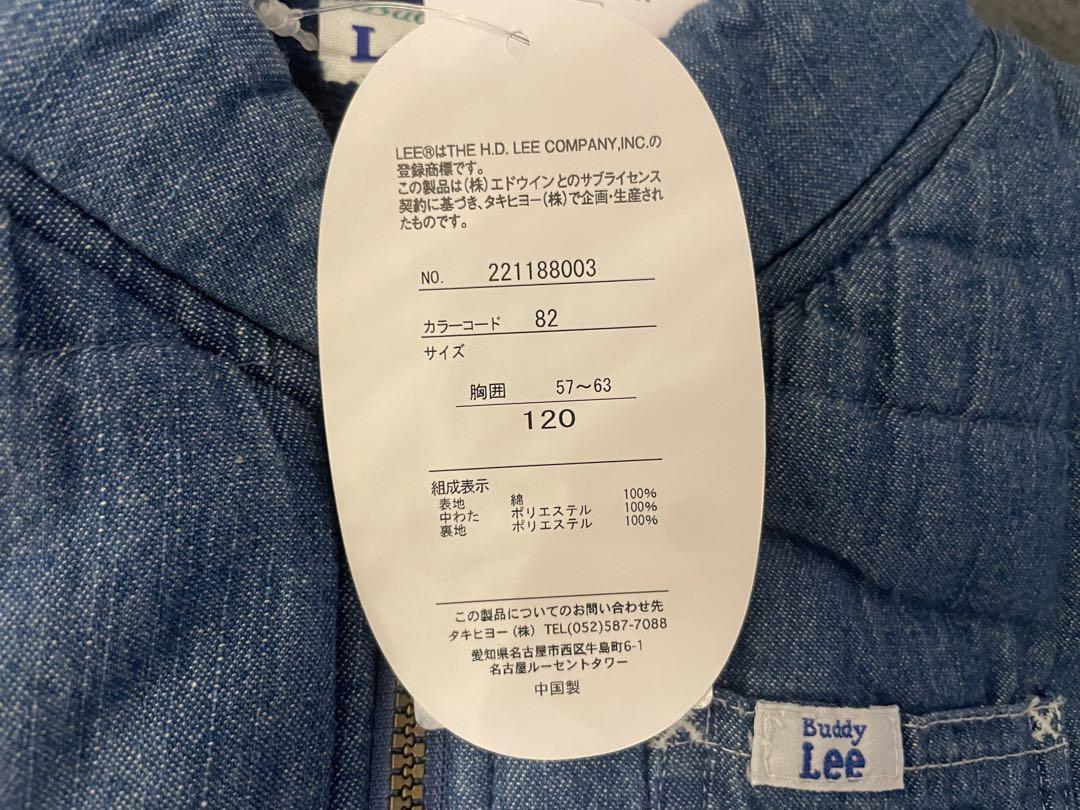 L
LEE®はTHE H.D. LEE COMPANY,INC.の
登録商標です。
この製品は(株)エドウインとのサブライセンス
契約に基づき、タキヒヨー(株)で企画・生産され
たものです。
NO. 221188003
カラーコード 82
サイズ
胸囲 57～63
120
組成表示
表地 綿 100%
中わた ポリエステル 100%
裏地 ポリエステル 100%
この製品についてのお問い合わせ先
タキヒヨー(株) TEL(052)587-7088
愛知県名古屋市西区牛島町6-1
名古屋ルーセントタワー
中国製
Buddy
Lee